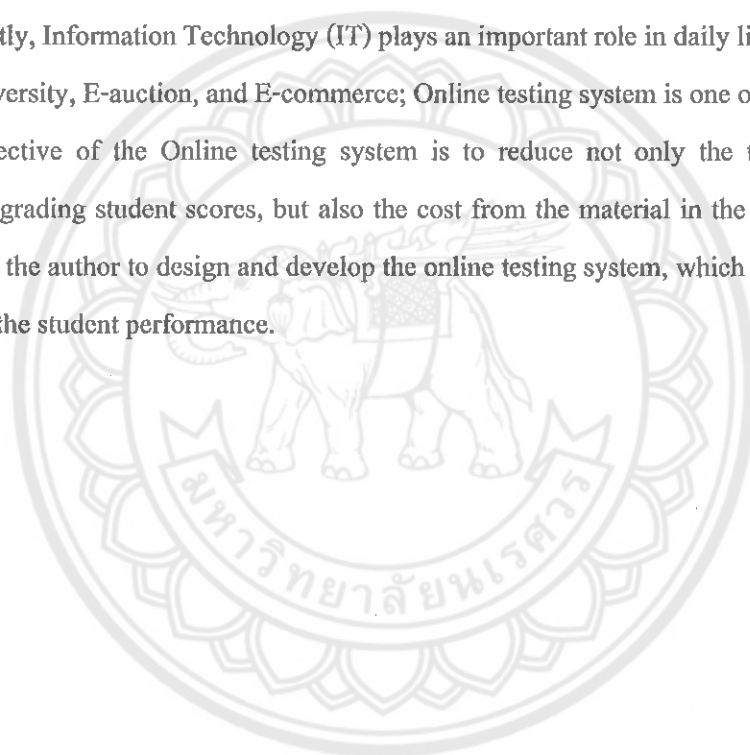 tly, Information Technology (IT) plays an important role in daily li
versity, E-auction, and E-commerce; Online testing system is one o
ective of the Online testing system is to reduce not only the t
grading student scores, but also the cost from the material in the
the author to design and develop the online testing system, which
the student performance.
มหาวิทยาลัยนเรศวร